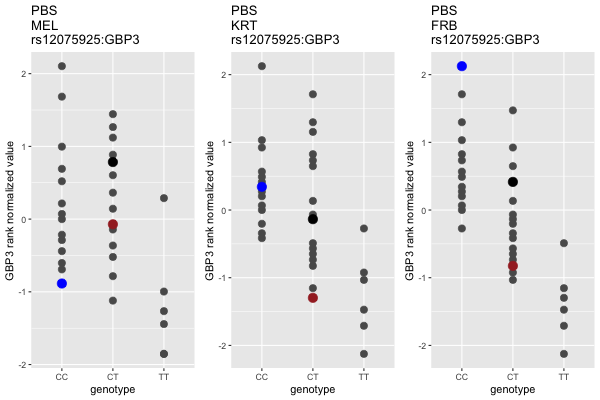 PBS
MEL
rs12075925:GBP3
PBS
KRT
rs12075925:GBP3
PBS
FRB
rs12075925:GBP3
GBP3 rank normalized value
2
1
0
-1
-2
CC CT TT
genotype
GBP3 rank normalized value
2
1
0
-1
-2
CC CT TT
genotype
GBP3 rank normalized value
2
1
0
-1
-2
CC CT TT
genotype